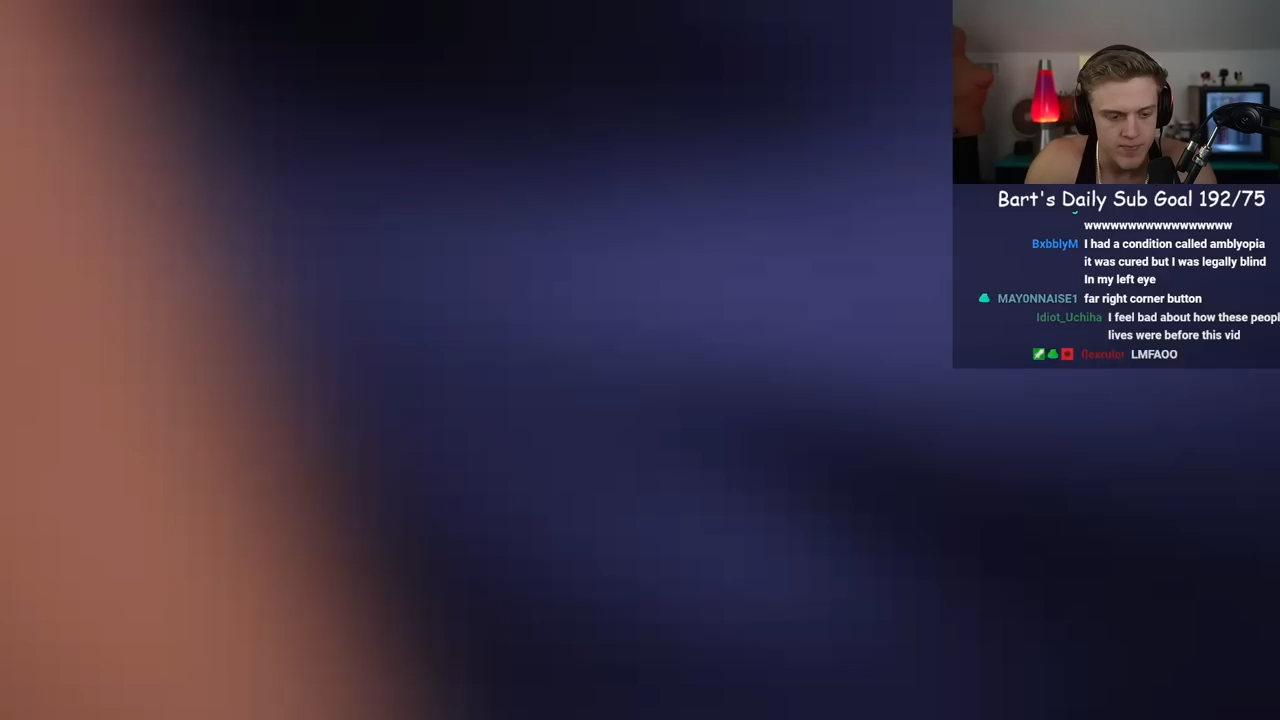 Bart's Daily Sub Goal 192/75
wwwwwwwwwwwwwwwww
BxbblyM I had a condition called amblyopia
it was cured but I was legally blind
In my left eye
MAY0NNAISE1 far right corner button
Idiot_Uchiha I feel bad about how these peopl
lives were before this vid
LMFAOO